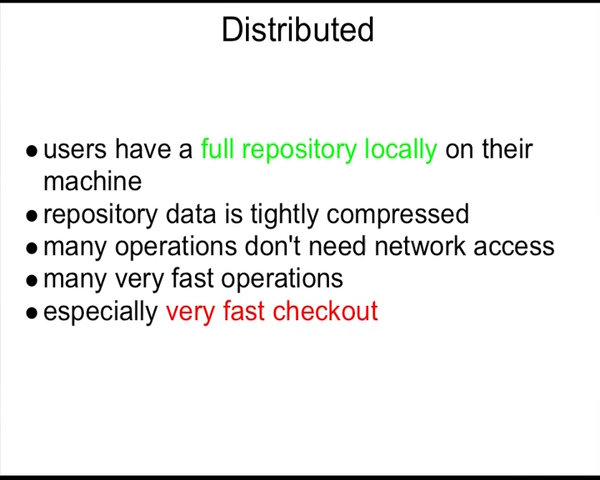 Distributed
●users have a full repository locally on their
machine
●repository data is tightly compressed
●many operations don't need network access
●many very fast operations
●especially very fast checkout